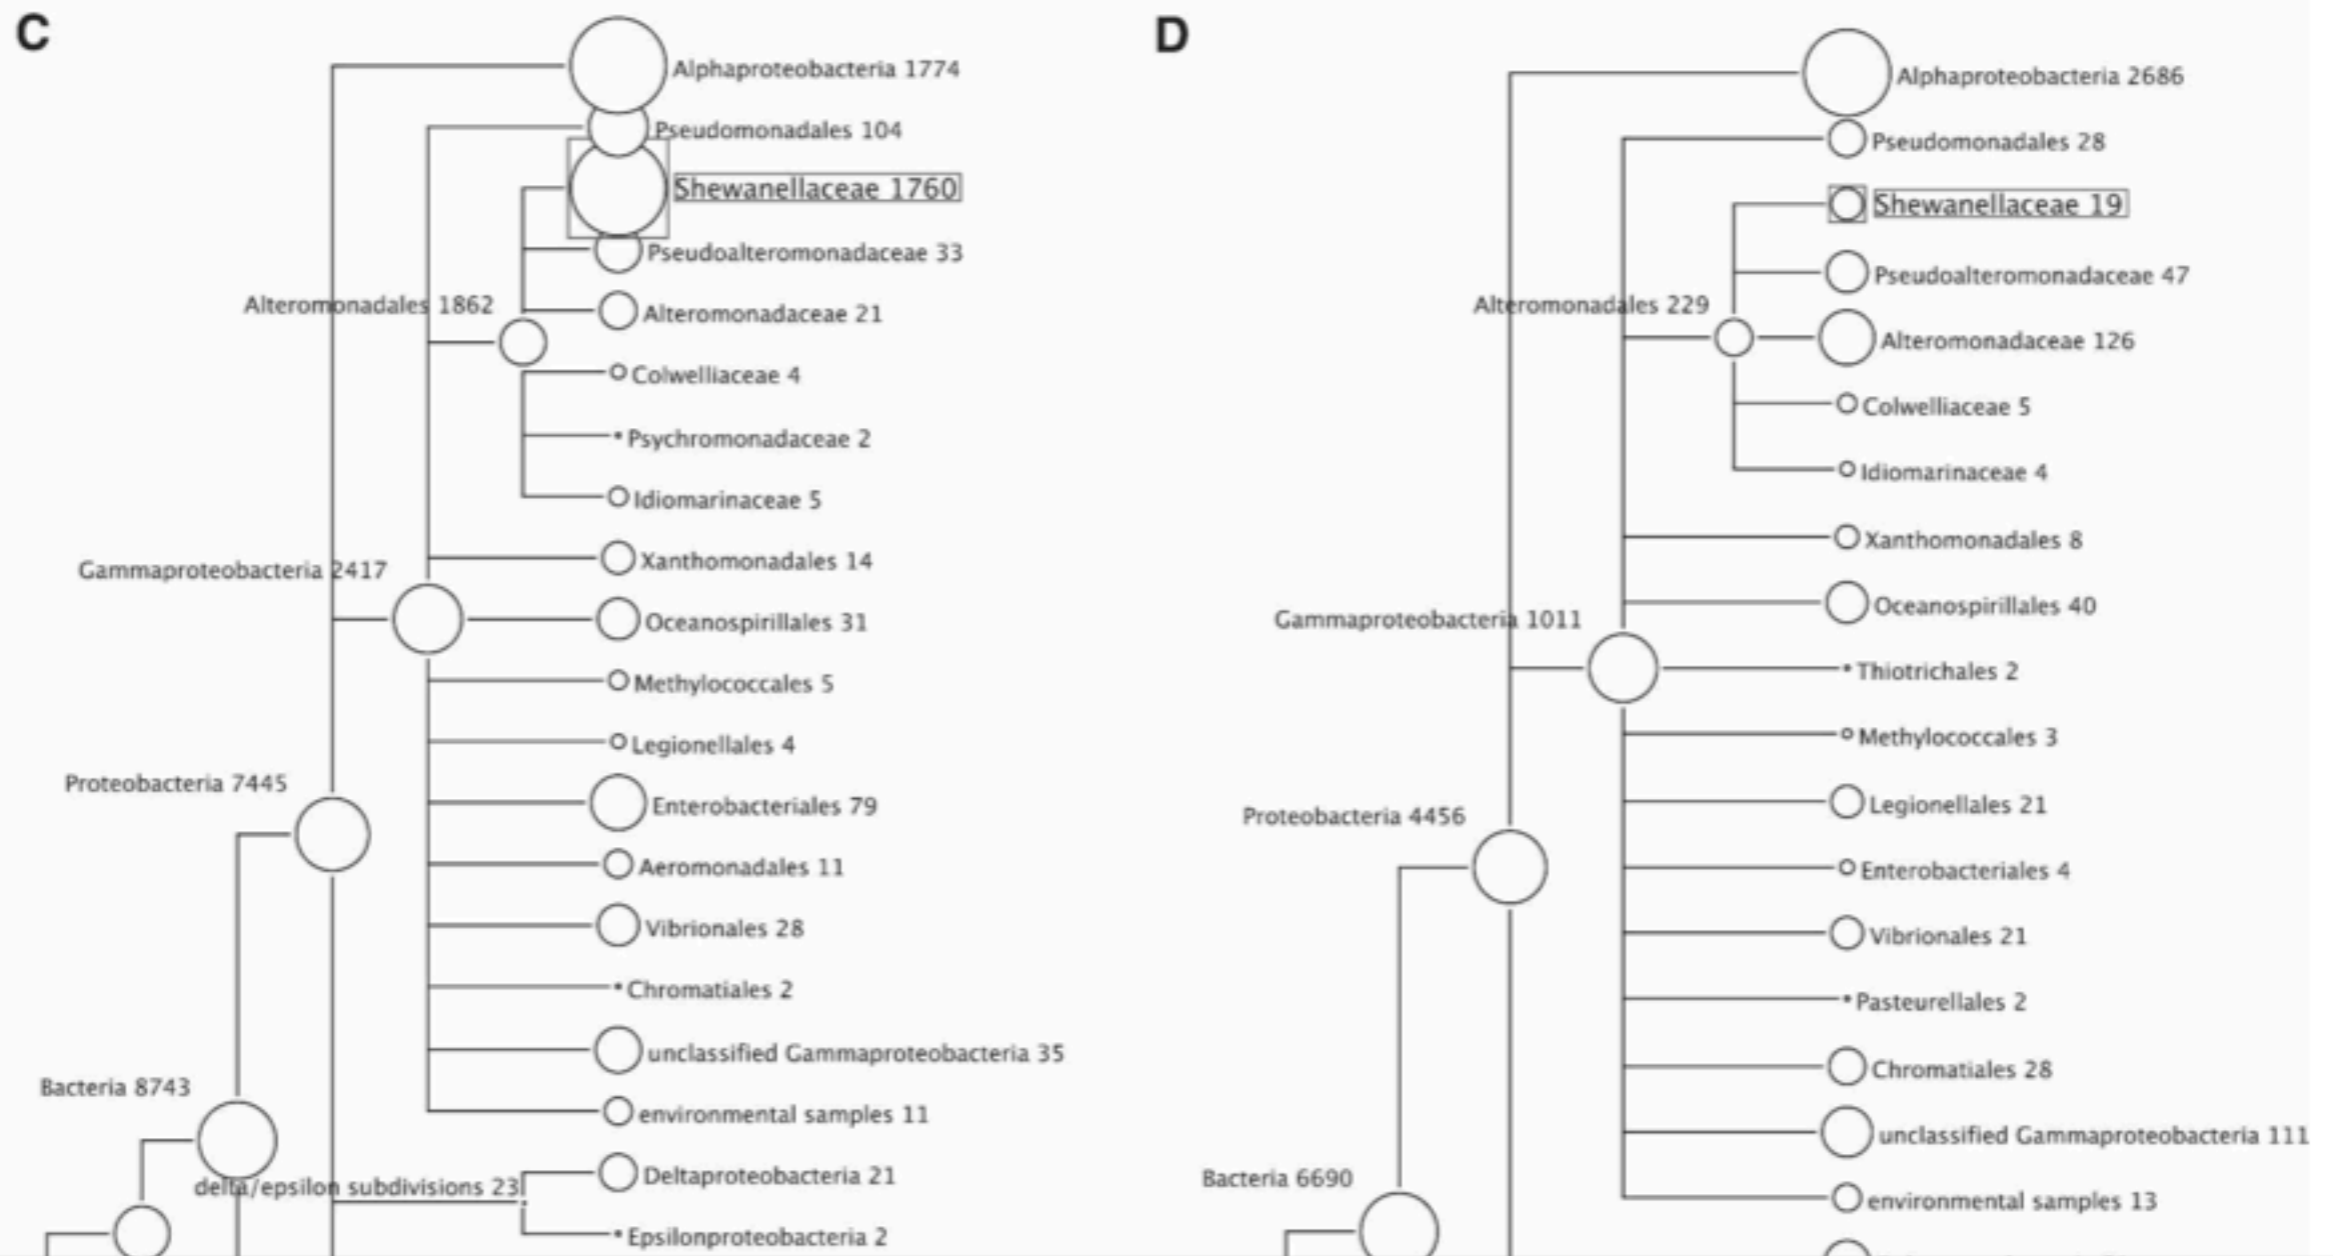 C
Alphaproteobacteria 1774
Pseudomonadales 104
Shewanellaceae 1760
Pseudoalteromonadaceae 33
Alteromonadales 1862
Alteromonadaceae 21
Colwelliaceae 4
Psychromonadaceae 2
Idiomarinaceae 5
Xanthomonadales 14
Gammaproteobacteria 2417
Oceanospirillales 31
Methylococcales 5
Legionellales 4
Proteobacteria 7445
Enterobacteriales 79
Aeromonadales 11
Vibrionales 28
Chromatiales 2
unclassified Gammaproteobacteria 35
Bacteria 8743
environmental samples 11
Deltaproteobacteria 21
delta/epsilon subdivisions 23
Epsilonproteobacteria 2
D
Alphaproteobacteria 2686
Pseudomonadales 28
Shewanellaceae 19
Pseudoalteromonadaceae 47
Alteromonadales 229
Alteromonadaceae 126
Colwelliaceae 5
Idiomarinaceae 4
Xanthomonadales 8
Oceanospirillales 40
Gammaproteobacteria 1011
Thiotrichales 2
Methylococcales 3
Legionellales 21
Proteobacteria 4456
Enterobacteriales 4
Vibrionales 21
Pasteurellales 2
Chromatiales 28
unclassified Gammaproteobacteria 111
Bacteria 6690
environmental samples 13